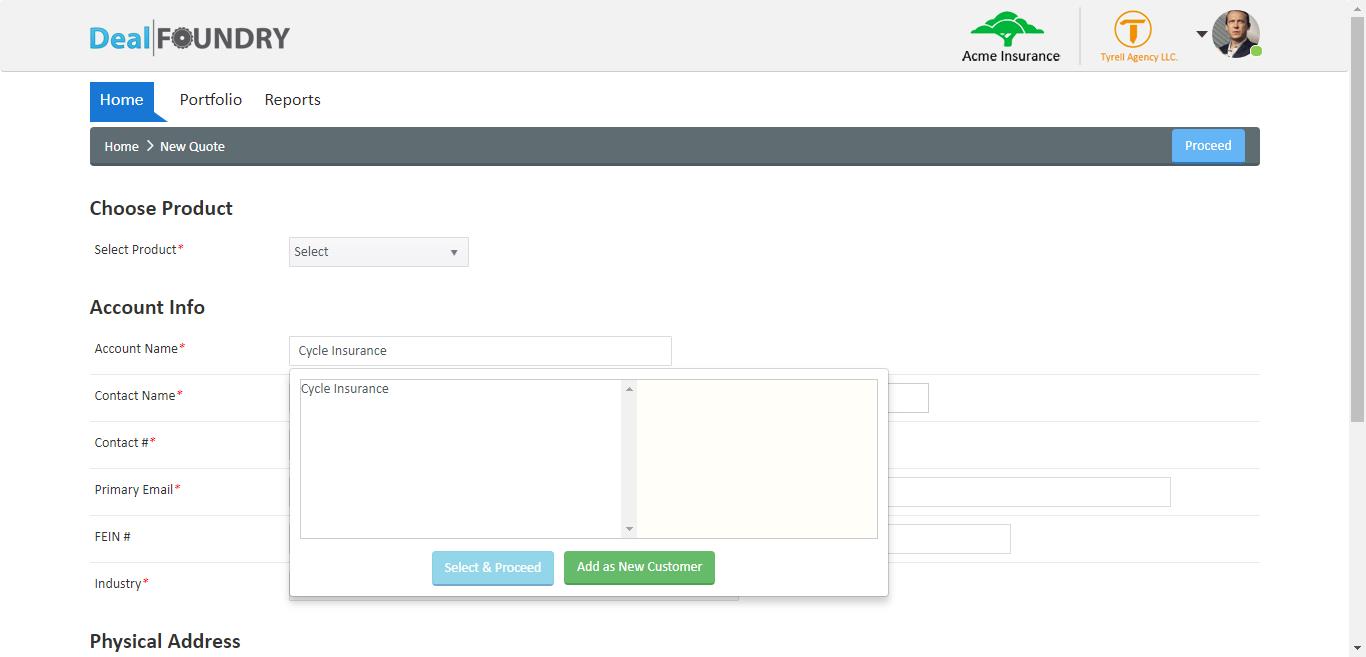 Deal FOUNDRY
Acme Insurance
Tyrell Agency LLC.
Home Portfolio Reports
Home > New Quote Proceed
Choose Product
Select Product* Select
Account Info
Account Name* Cycle Insurance
Contact Name*
Cycle Insurance
Contact #*
Primary Email*
FEIN #
Select & Proceed Add as New Customer
Industry*
Physical Address